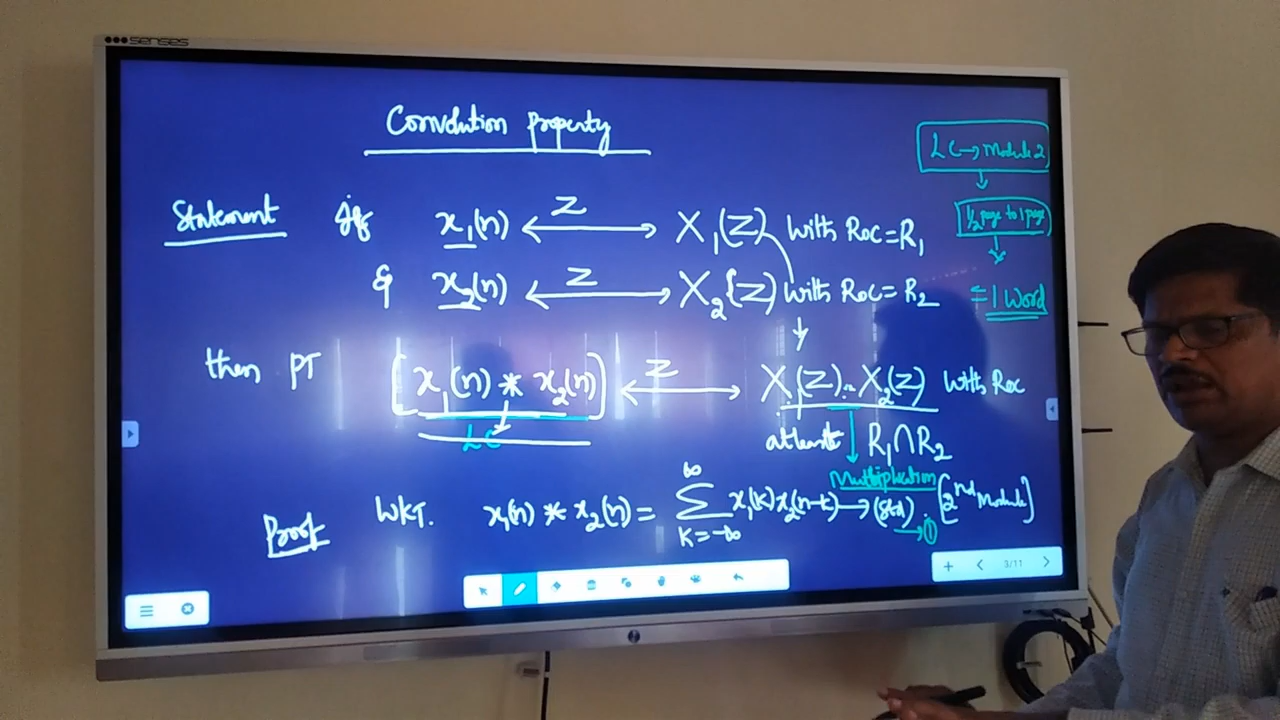 senses
Convolution property
LC → Module 2
1/2 page to 1 page
= 1 Word
Statement If x₁(n) ⟷ Z X₁(Z) with Roc = R₁
& x₂(n) ⟷ Z X₂{Z) with Roc = R₂
then PT [x₁(n) * x₂(n)] ⟷ Z X₁(Z) . X₂(Z) with Roc
LC
atleast R₁∩R₂
Multiplication
Proof WKT. x₁(n) * x₂(n) = ∞ Σ K=-∞ x₁(k)x₂(n-k) → (Std). [2nd Module]
→ ①
3/11